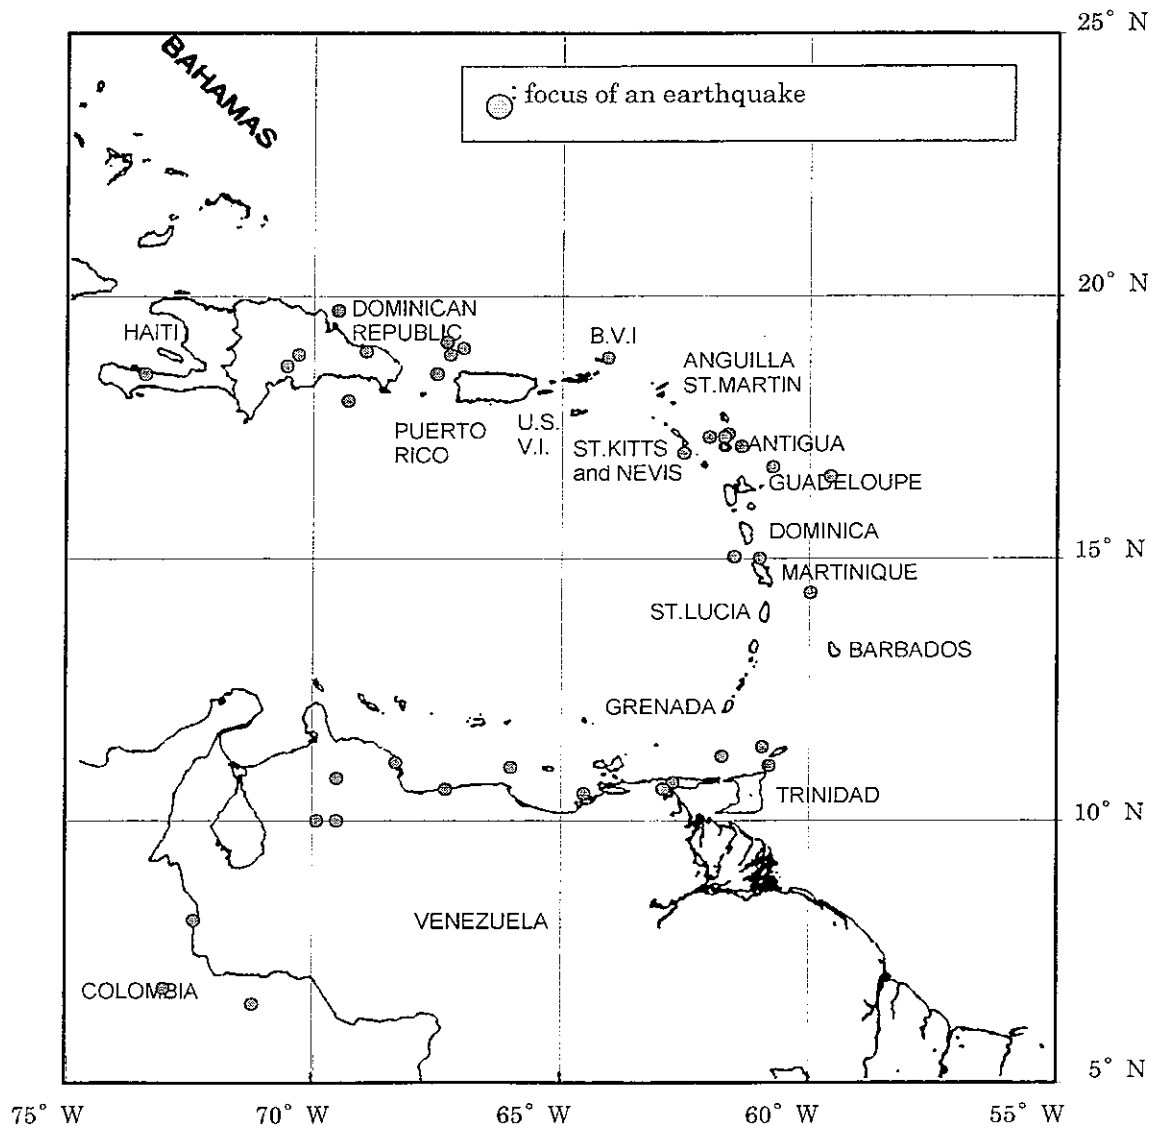 25° N
BAHAMAS
: focus of an earthquake
20° N
DOMINICAN
REPUBLIC
HAITI
B.V.I
ANGUILLA
ST.MARTIN
PUERTO
RICO
U.S.
V.I.
ST.KITTS
and NEVIS
ANTIGUA
GUADELOUPE
DOMINICA
15° N
MARTINIQUE
ST.LUCIA
BARBADOS
GRENADA
TRINIDAD
10° N
VENEZUELA
COLOMBIA
5° N
75° W
70° W
65° W
60° W
55° W